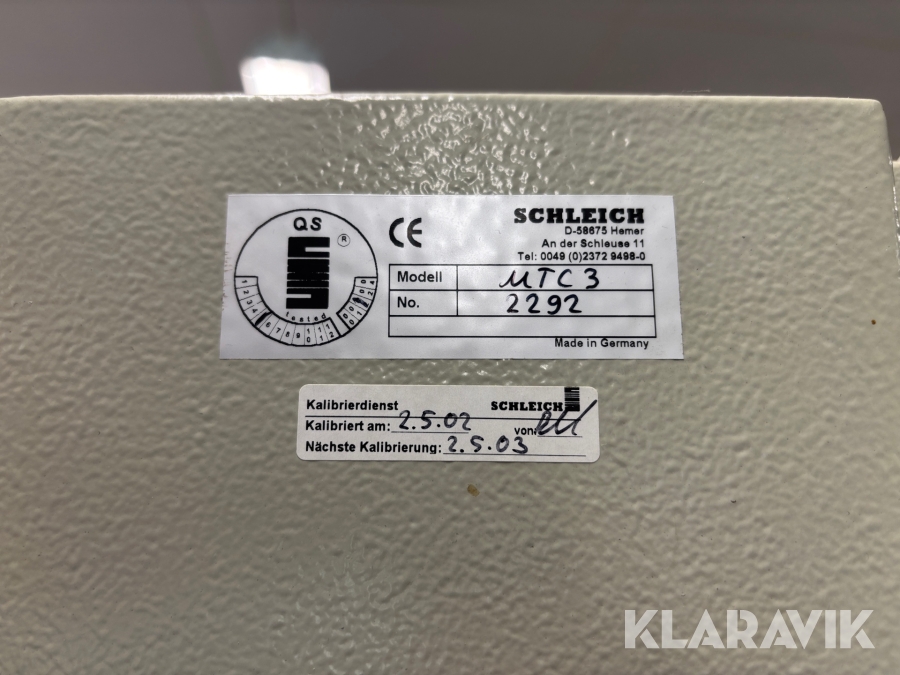 QS
®
tested
CE
SCHLEICH
D-58675 Hemer
An der Schleuse 11
Tel: 0049 (0)2372 9498-0
Modell MTC3
No. 2292
Made in Germany
Kalibrierdienst SCHLEICH
Kalibriert am: 2.5.02 von:
Nächste Kalibrierung: 2.5.03
KLARAVIK